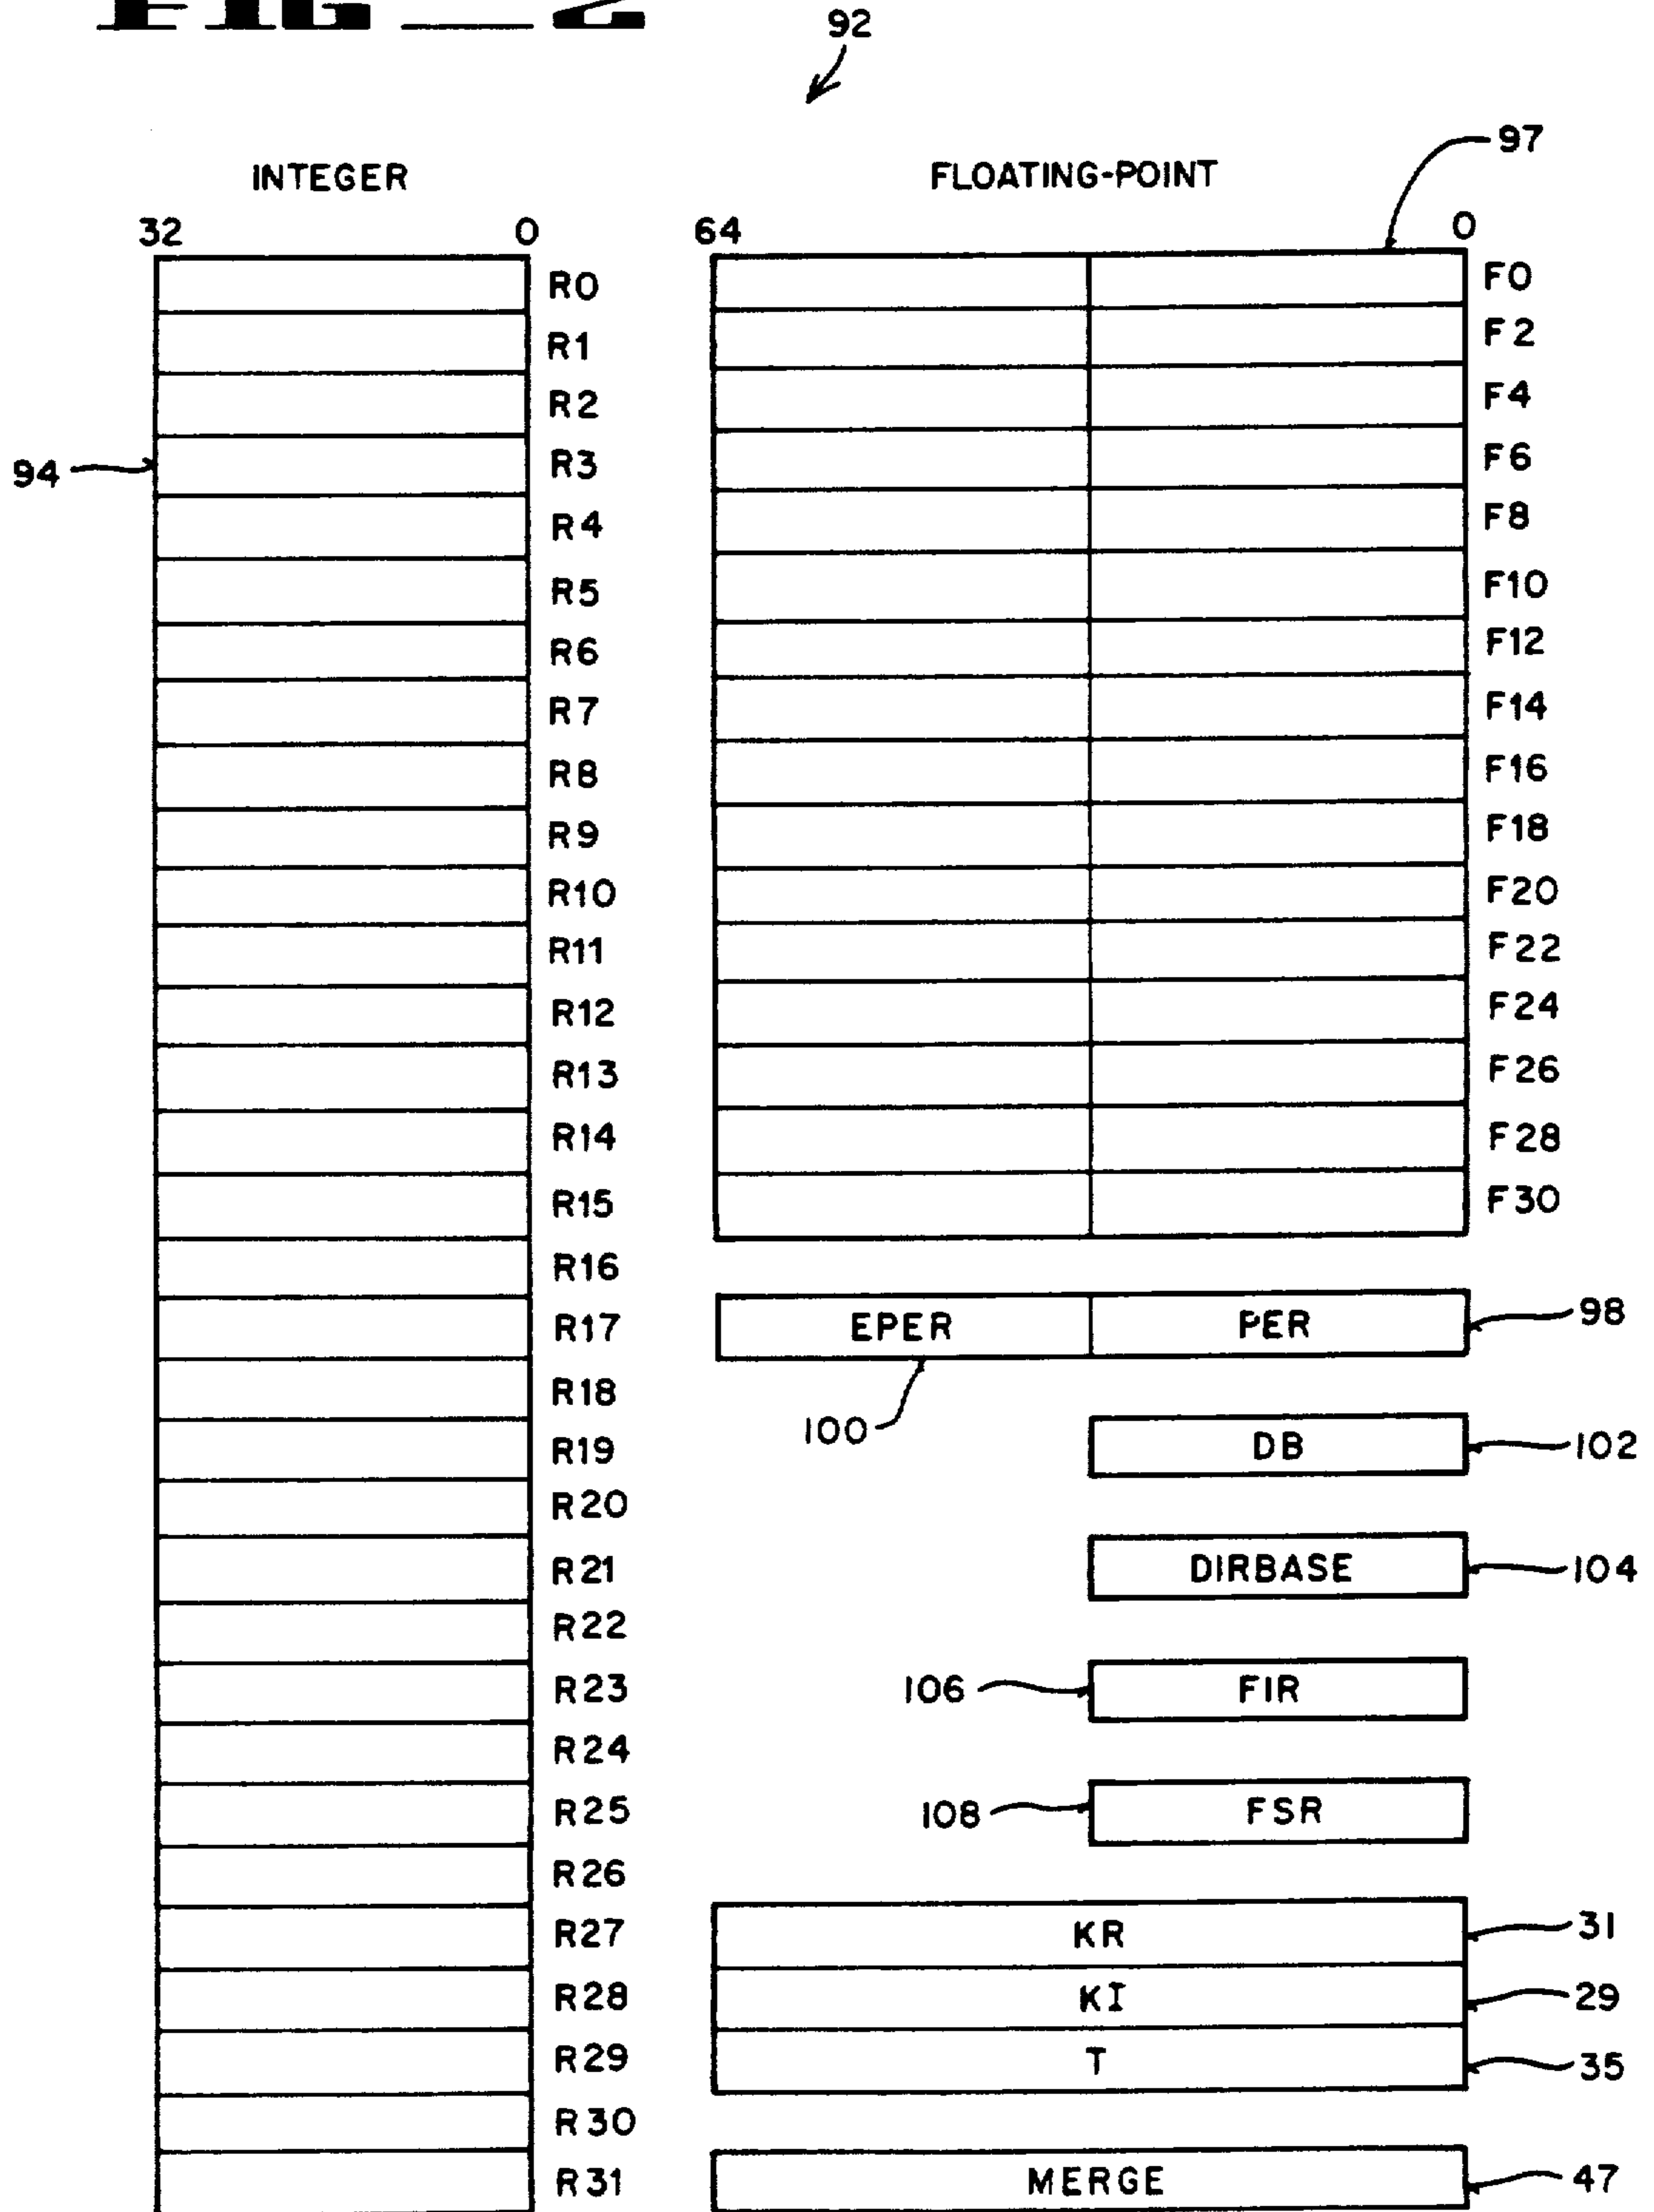 FIG_2
92
97
INTEGER
FLOATING-POINT
32 0
64 0
94
R0
R1
R2
R3
R4
R5
R6
R7
R8
R9
R10
R11
R12
R13
R14
R15
R16
R17
R18
R19
R20
R21
R22
R23
R24
R25
R26
R27
R28
R29
R30
R31
F0
F2
F4
F6
F8
F10
F12
F14
F16
F18
F20
F22
F24
F26
F28
F30
EPER PER 98
100
DB 102
DIRBASE 104
106 FIR
108 FSR
KR 31
KI 29
T 35
MERGE 47